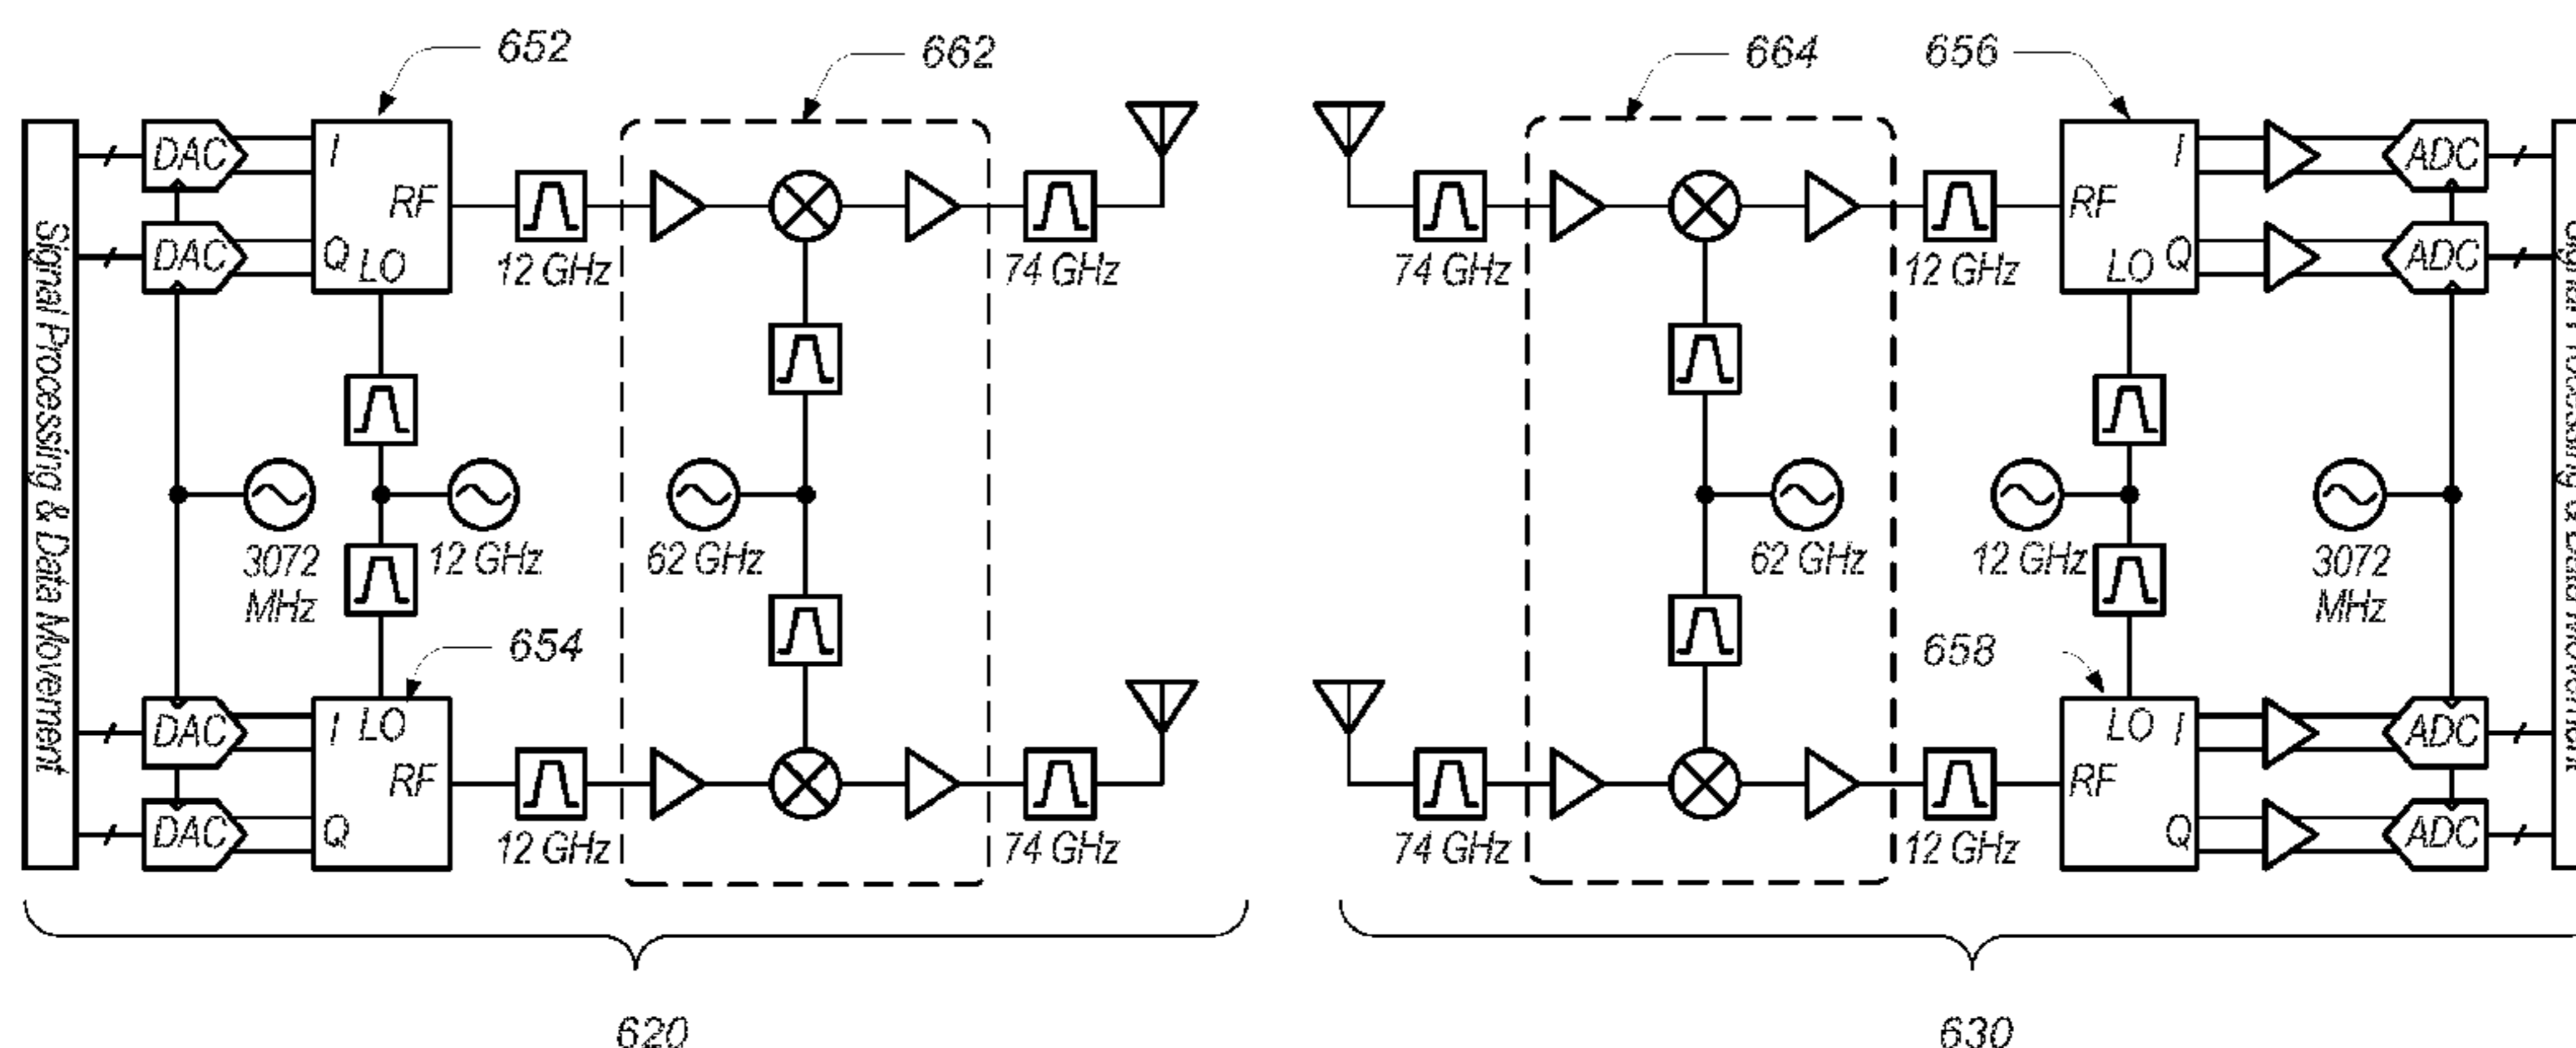 652
662
664
656
DAC
I
RF
ADC
I
RF
DAC
Q
LO
12 GHz
74 GHz
74 GHz
12 GHz
LO
Q
ADC
Signal Processing & Data Movement
3072
MHz
12 GHz
62 GHz
62 GHz
12 GHz
3072
MHz
654
658
DAC
I
LO
RF
LO
I
ADC
RF
DAC
Q
12 GHz
74 GHz
74 GHz
12 GHz
Q
ADC
620
630